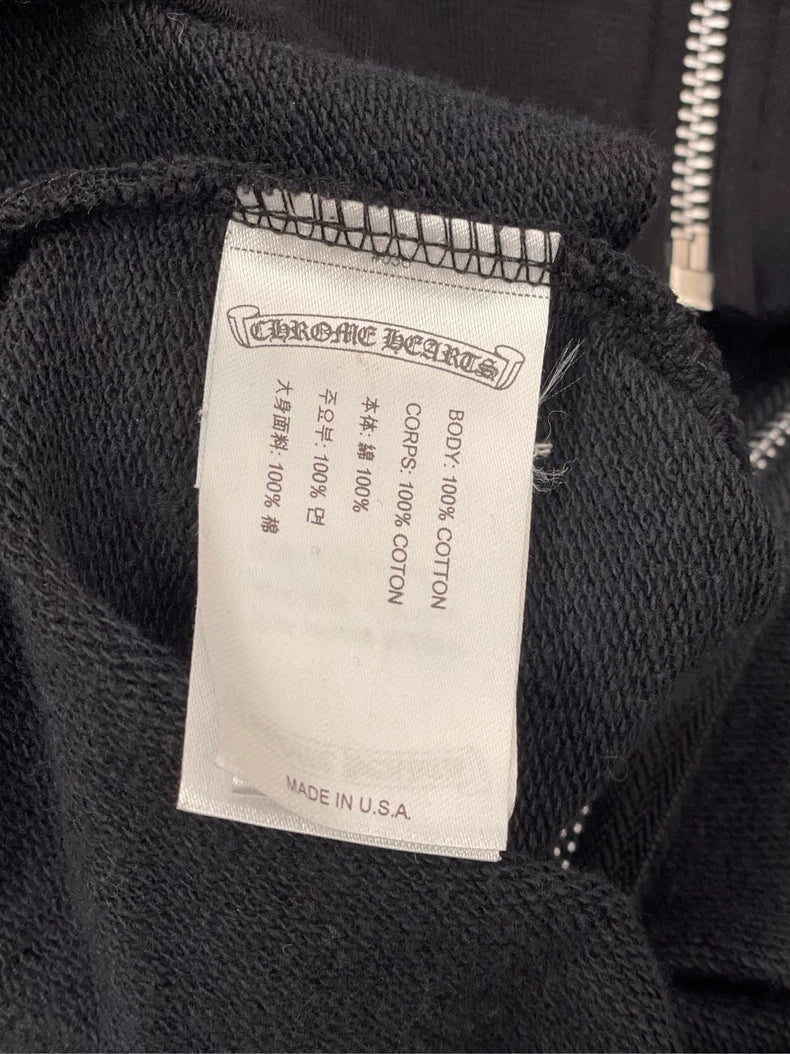 CHROME HEARTS
BODY: 100% COTTON
CORPS: 100% COTON
本体: 綿 100%
주요부: 100% 면
大身面料: 100% 棉
MADE IN U.S.A.